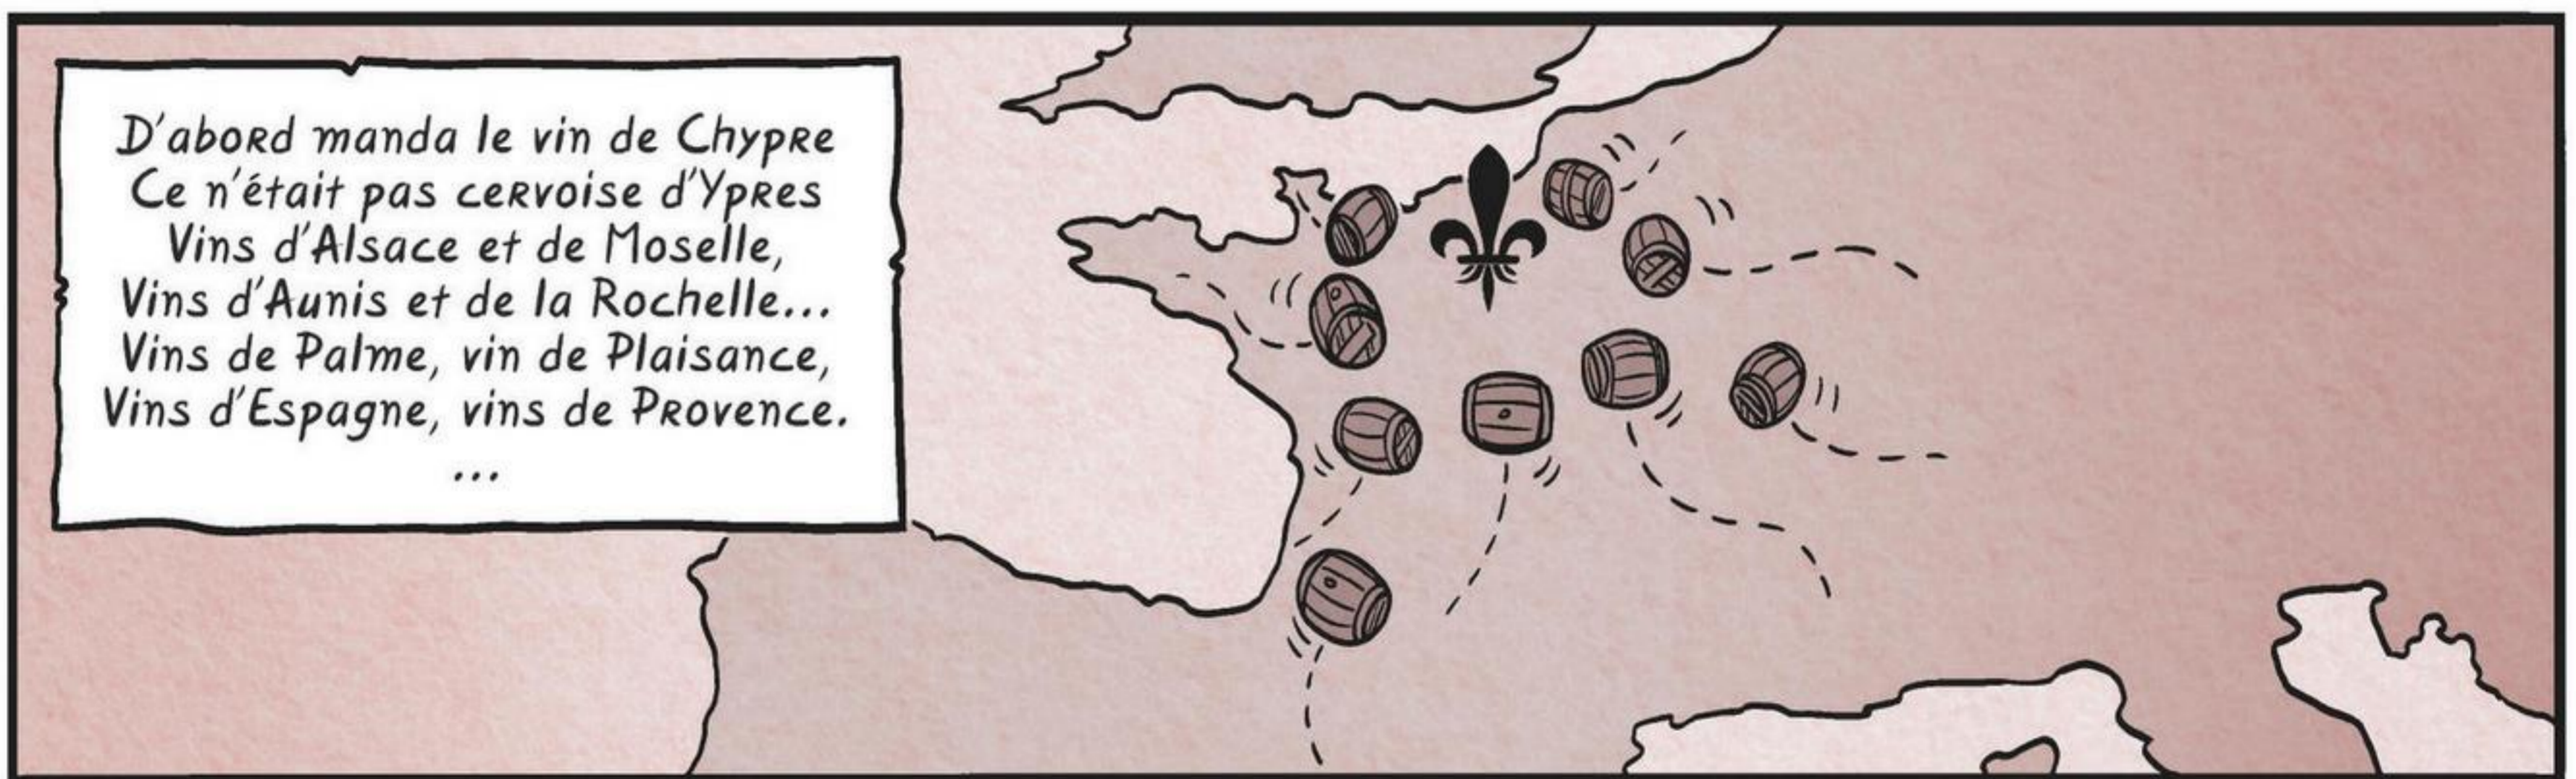 D'abord manda le vin de Chypre
Ce n'était pas cervoise d'Ypres
Vins d'Alsace et de Moselle,
Vins d'Aunis et de la Rochelle...
Vins de Palme, vin de Plaisance,
Vins d'Espagne, vins de Provence.
...